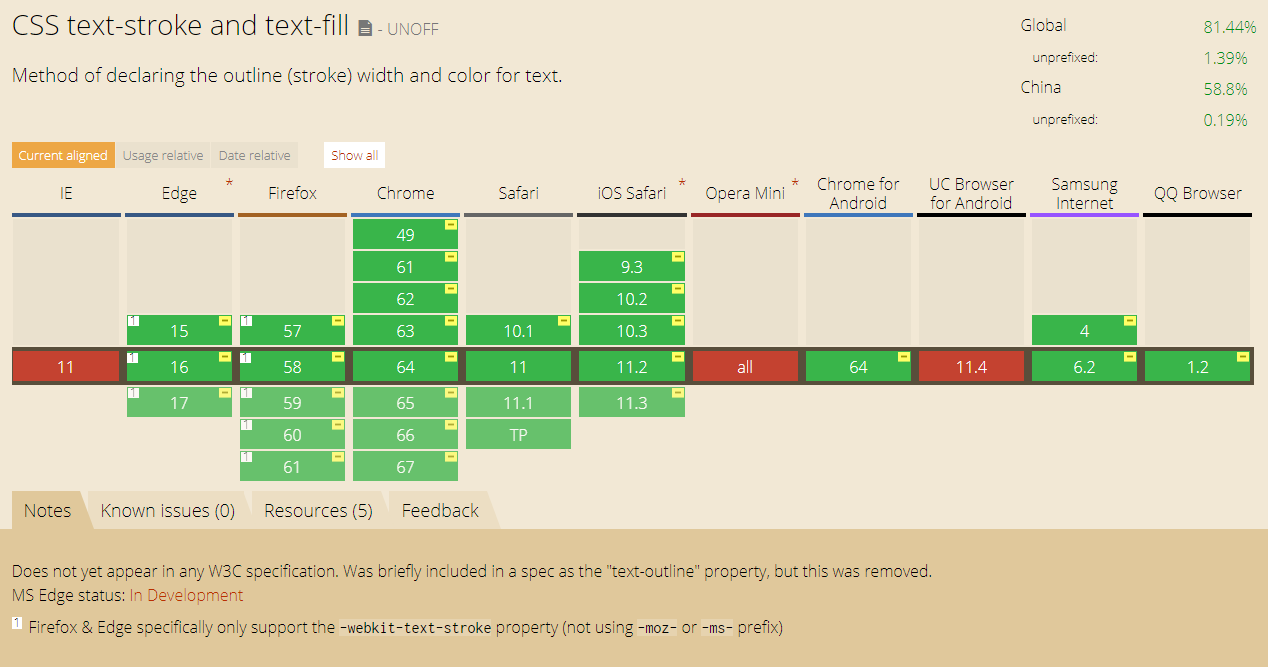 CSS text-stroke and text-fill - UNOFF
Method of declaring the outline (stroke) width and color for text.
Global 81.44%
unprefixed: 1.39%
China 58.8%
unprefixed: 0.19%
Current aligned Usage relative Date relative Show all
IE Edge * Firefox Chrome Safari iOS Safari * Opera Mini * Chrome for Android UC Browser for Android Samsung Internet QQ Browser
49
61 9.3
62 10.2
1 15 1 57 63 10.1 10.3 4
11 1 16 1 58 64 11 11.2 all 64 11.4 6.2 1.2
1 17 1 59 65 11.1 11.3
1 60 66 TP
1 61 67
Notes Known issues (0) Resources (5) Feedback
Does not yet appear in any W3C specification. Was briefly included in a spec as the "text-outline" property, but this was removed.
MS Edge status: In Development
1 Firefox & Edge specifically only support the -webkit-text-stroke property (not using -moz- or -ms- prefix)